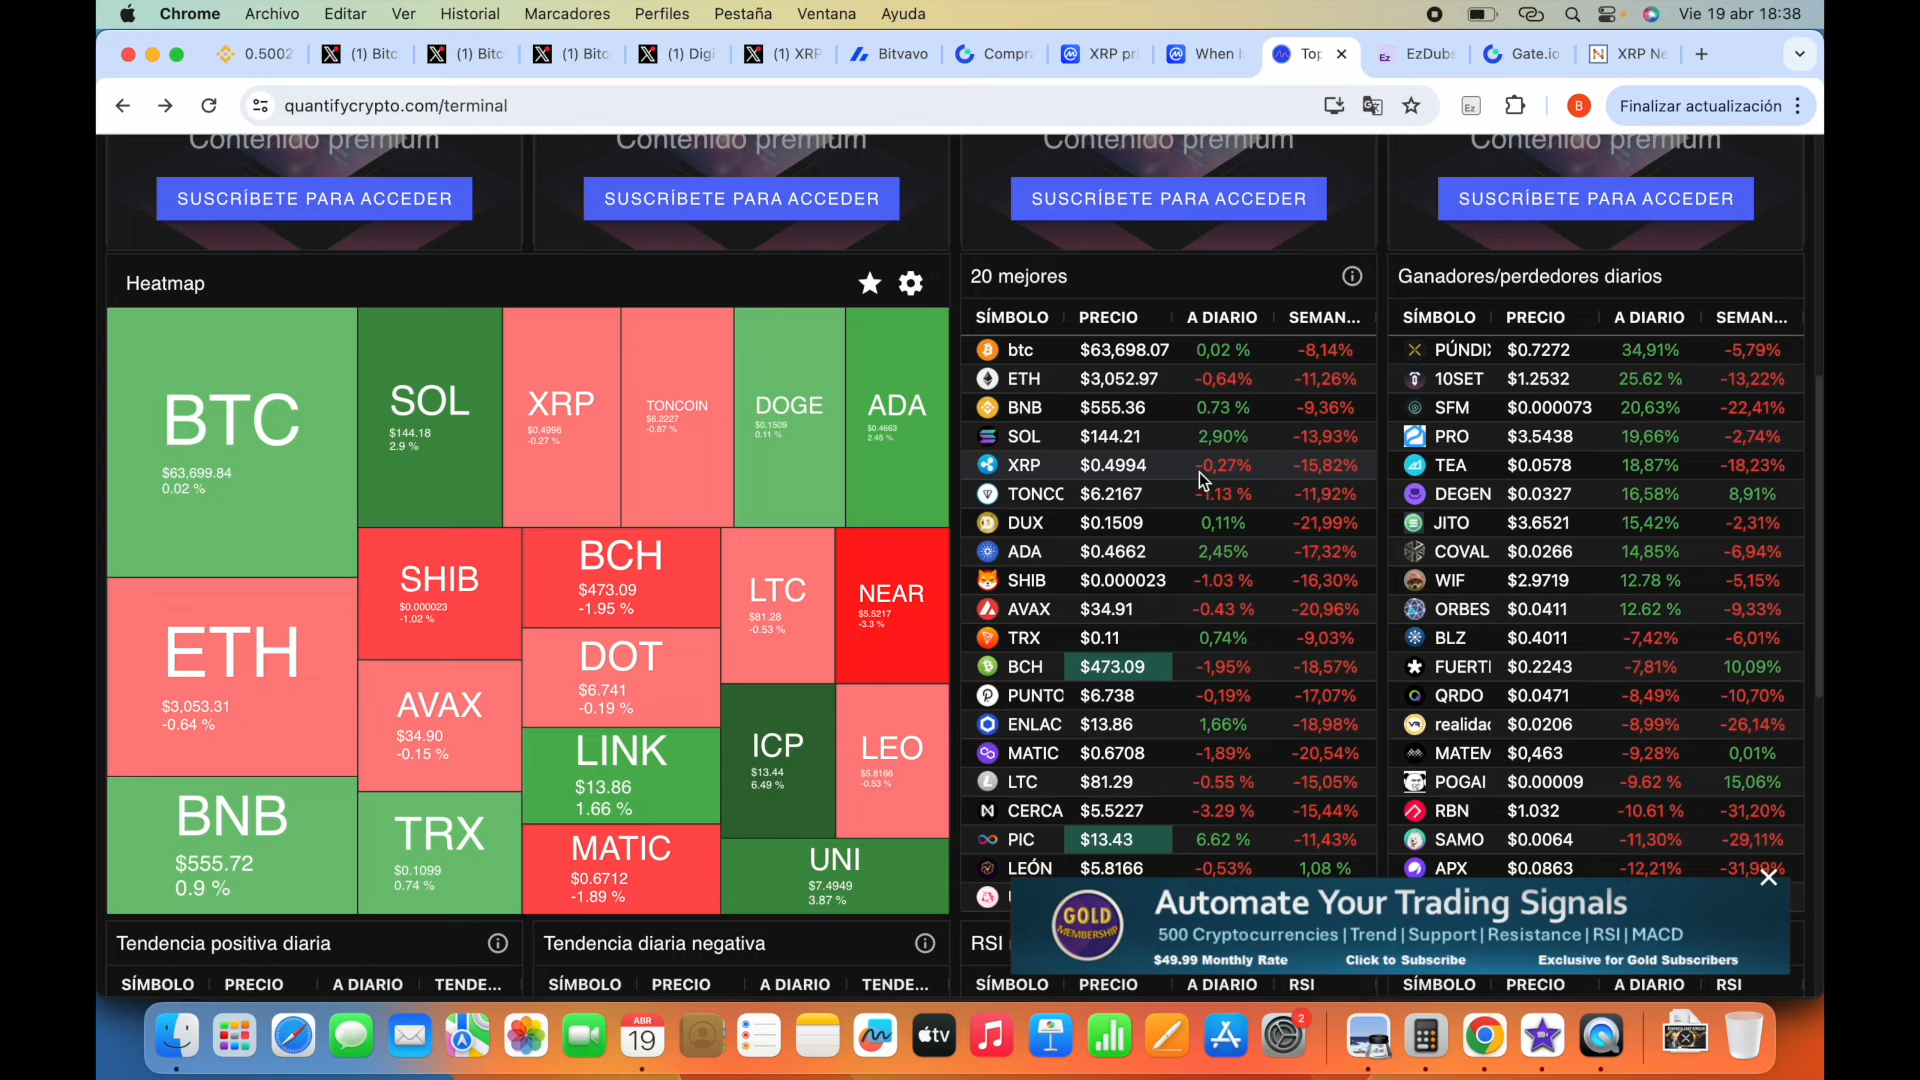 Chrome Archivo Editar Ver Historial Marcadores Perfiles Pestaña Ventana Ayuda Vie 19 abr 18:38
0.5002 (1) Bitc (1) Bitc (1) Bitc (1) Digi (1) XRP Bitvavo Compra XRP pri When I Top EzDubs Gate.io XRP Ne
quantifycrypto.com/terminal Finalizar actualización
Contenido premium Contenido premium Contenido premium Contenido premium
SUSCRÍBETE PARA ACCEDER SUSCRÍBETE PARA ACCEDER SUSCRÍBETE PARA ACCEDER SUSCRÍBETE PARA ACCEDER
Heatmap
BTC
$63,699.84
0.02 %
ETH
$3,053.31
-0.64 %
BNB
$555.72
0.9 %
SOL
$144.18
2.9 %
XRP
$0.4996
-0.27 %
TONCOIN
$6.2227
-0.87 %
DOGE
$0.1509
0.11 %
ADA
$0.4663
2.45 %
SHIB
$0.000023
-1.02 %
AVAX
$34.90
-0.15 %
TRX
$0.1099
0.74 %
BCH
$473.09
-1.95 %
DOT
$6.741
-0.19 %
LINK
$13.86
1.66 %
MATIC
$0.6712
-1.89 %
LTC
$81.28
-0.53 %
NEAR
$5.5217
-3.3 %
ICP
$13.44
6.49 %
LEO
$5.8166
-0.53 %
UNI
$7.4949
3.87 %
20 mejores
SÍMBOLO PRECIO A DIARIO SEMAN...
btc $63,698.07 0,02 % -8,14%
ETH $3,052.97 -0,64% -11,26%
BNB $555.36 0.73 % -9,36%
SOL $144.21 2,90% -13,93%
XRP $0.4994 -0,27% -15,82%
TONCC $6.2167 -1.13 % -11,92%
DUX $0.1509 0,11% -21,99%
ADA $0.4662 2,45% -17,32%
SHIB $0.000023 -1.03 % -16,30%
AVAX $34.91 -0.43 % -20,96%
TRX $0.11 0,74% -9,03%
BCH $473.09 -1,95% -18,57%
PUNTO $6.738 -0,19% -17,07%
ENLAC $13.86 1,66% -18,98%
MATIC $0.6708 -1,89% -20,54%
LTC $81.29 -0.55 % -15,05%
CERCA $5.5227 -3.29 % -15,44%
PIC $13.43 6.62 % -11,43%
LEÓN $5.8166 -0,53% 1,08 %
Ganadores/perdedores diarios
SÍMBOLO PRECIO A DIARIO SEMAN...
PÚNDI $0.7272 34,91% -5,79%
10SET $1.2532 25.62 % -13,22%
SFM $0.000073 20,63% -22,41%
PRO $3.5438 19,66% -2,74%
TEA $0.0578 18,87% -18,23%
DEGEN $0.0327 16,58% 8,91%
JITO $3.6521 15,42% -2,31%
COVAL $0.0266 14,85% -6,94%
WIF $2.9719 12.78 % -5,15%
ORBES $0.0411 12.62 % -9,33%
BLZ $0.4011 -7,42% -6,01%
FUERTI $0.2243 -7,81% 10,09%
QRDO $0.0471 -8,49% -10,70%
realidad $0.0206 -8,99% -26,14%
MATEM $0,463 -9,28% 0,01%
POGAI $0.00009 -9.62 % 15,06%
RBN $1.032 -10.61 % -31,20%
SAMO $0.0064 -11,30% -29,11%
APX $0.0863 -12,21% -31,99%
GOLD
MEMBERSHIP
Automate Your Trading Signals
500 Cryptocurrencies | Trend | Support | Resistance | RSI | MACD
$49.99 Monthly Rate Click to Subscribe Exclusive for Gold Subscribers
Tendencia positiva diaria Tendencia diaria negativa RSI
SÍMBOLO PRECIO A DIARIO TENDE... SÍMBOLO PRECIO A DIARIO TENDE... SÍMBOLO PRECIO A DIARIO RSI SÍMBOLO PRECIO A DIARIO RSI
ABR
19
tv
2